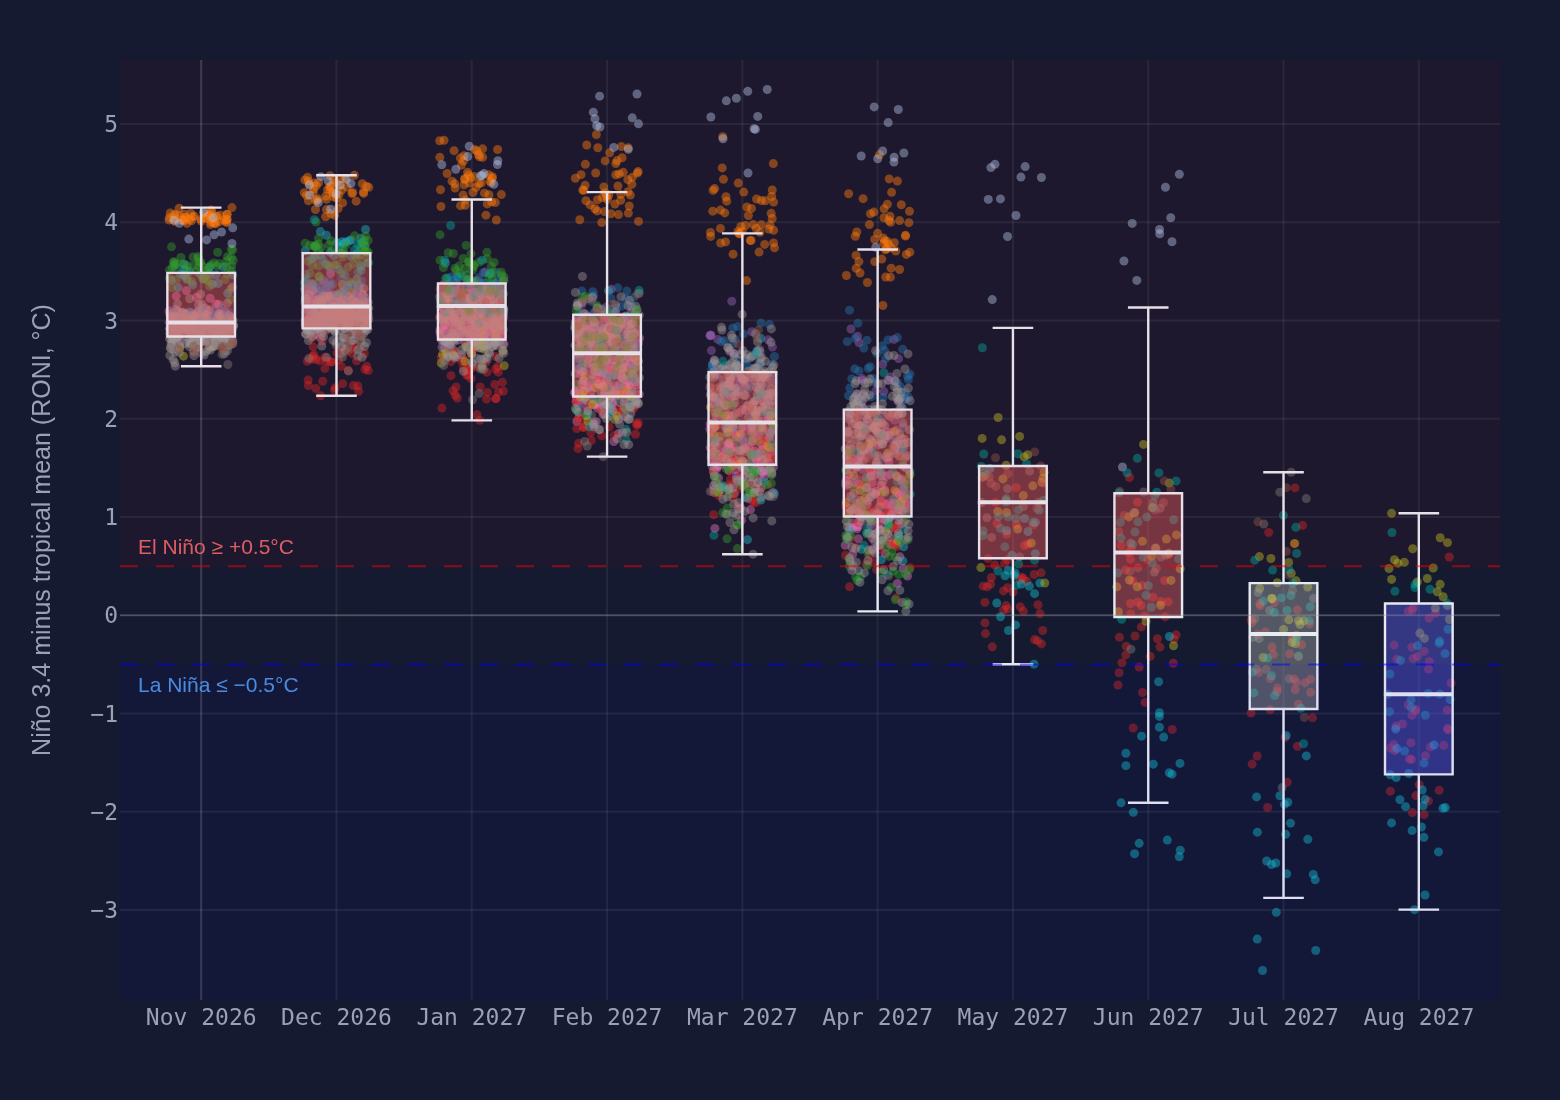 Niño 3.4 minus tropical mean (RONI, °C)
5
4
3
2
1
El Niño ≥ +0.5°C
0
La Niña ≤ −0.5°C
−1
−2
−3
Nov 2026 Dec 2026 Jan 2027 Feb 2027 Mar 2027 Apr 2027 May 2027 Jun 2027 Jul 2027 Aug 2027